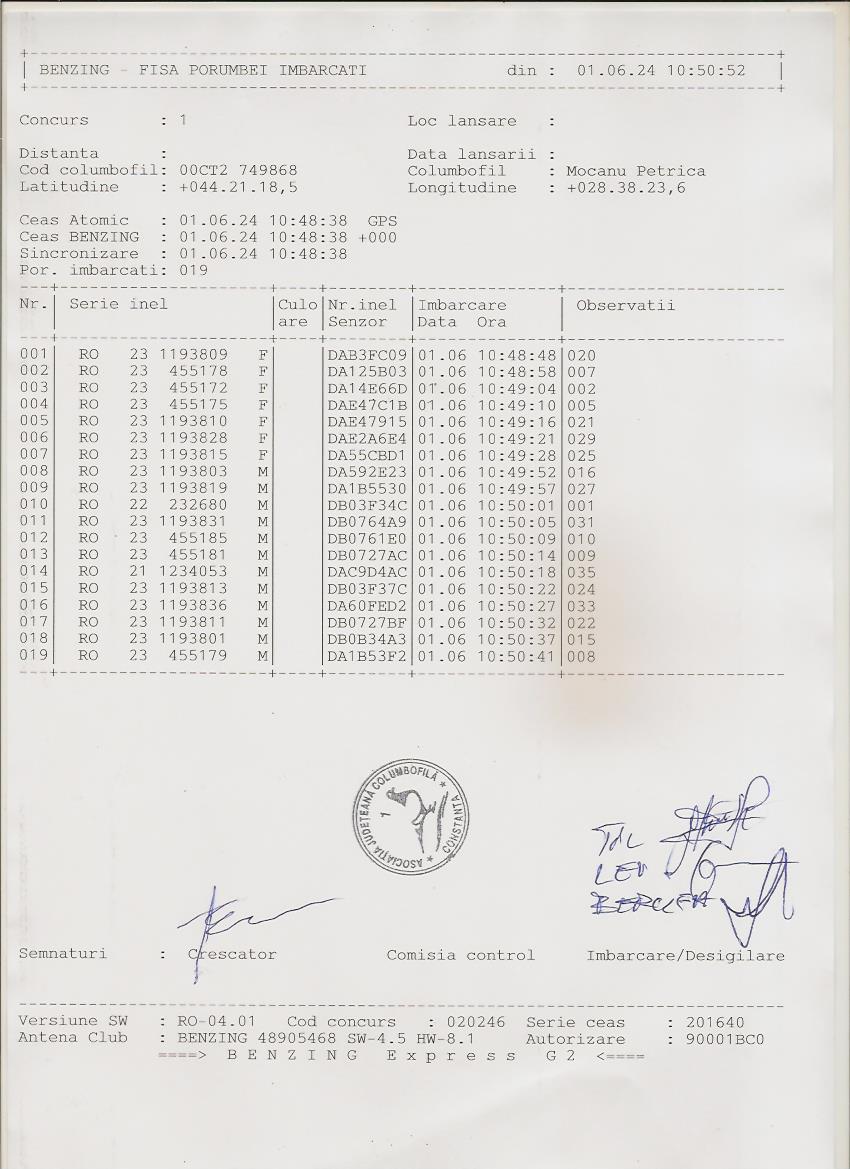 BENZING - FISA PORUMBEI IMBARCATI din : 01.06.24 10:50:52
Concurs : 1 Loc lansare :
Distanta : Data lansarii :
Cod columbofil: 00CT2 749868 Columbofil : Mocanu Petrica
Latitudine : +044.21.18,5 Longitudine : +028.38.23,6
Ceas Atomic : 01.06.24 10:48:38 GPS
Ceas BENZING : 01.06.24 10:48:38 +000
Sincronizare : 01.06.24 10:48:38
Por. imbarcati: 019
Nr. Serie inel Culo Nr.inel Imbarcare Observatii
are Senzor Data Ora
001 RO 23 1193809 F DAB3FC09 01.06 10:48:48 020
002 RO 23 455178 F DA125B03 01.06 10:48:58 007
003 RO 23 455172 F DA14E66D 01.06 10:49:04 002
004 RO 23 455175 F DAE47C1B 01.06 10:49:10 005
005 RO 23 1193810 F DAE47915 01.06 10:49:16 021
006 RO 23 1193828 F DAE2A6E4 01.06 10:49:21 029
007 RO 23 1193815 F DA55CBD1 01.06 10:49:28 025
008 RO 23 1193803 M DA592E23 01.06 10:49:52 016
009 RO 23 1193819 M DA1B5530 01.06 10:49:57 027
010 RO 22 232680 M DB03F34C 01.06 10:50:01 001
011 RO 23 1193831 M DB0764A9 01.06 10:50:05 031
012 RO 23 455185 M DB0761E0 01.06 10:50:09 010
013 RO 23 455181 M DB0727AC 01.06 10:50:14 009
014 RO 21 1234053 M DAC9D4AC 01.06 10:50:18 035
015 RO 23 1193813 M DB03F37C 01.06 10:50:22 024
016 RO 23 1193836 M DA60FED2 01.06 10:50:27 033
017 RO 23 1193811 M DB0727BF 01.06 10:50:32 022
018 RO 23 1193801 M DB0B34A3 01.06 10:50:37 015
019 RO 23 455179 M DA1B53F2 01.06 10:50:41 008
ASOCIAȚIA JUDEȚEANĂ COLUMBOFILĂ * CONSTANȚA *
1
Semnaturi : Crescator Comisia control Imbarcare/Desigilare
Versiune SW : RO-04.01 Cod concurs : 020246 Serie ceas : 201640
Antena Club : BENZING 48905468 SW-4.5 HW-8.1 Autorizare : 90001BC0
====> B E N Z I N G E x p r e s s G 2 <====